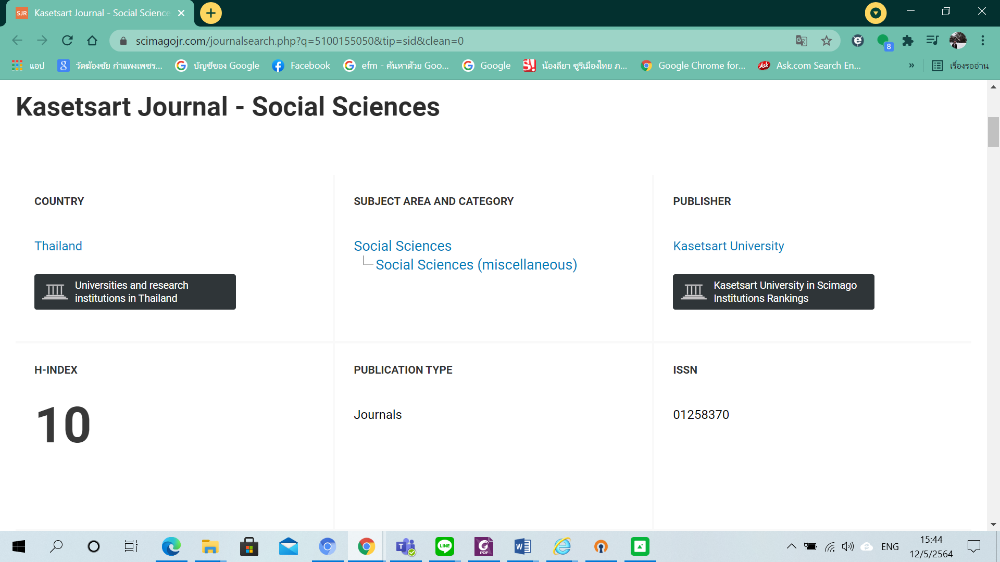 SJR Kasetsart Journal - Social Science
scimagojr.com/journalsearch.php?q=5100155050&tip=sid&clean=0
8
แอป วัดฆ้องชัย กำแพงเพชร... บัญชีของ Google Facebook efm - ค้นหาด้วย Goo... Google น้องลียา ซูริเมืองไทย ภ... Google Chrome for... Ask.com Search En... » เรื่องรออ่าน
Kasetsart Journal - Social Sciences
COUNTRY
Thailand
Universities and research
institutions in Thailand
SUBJECT AREA AND CATEGORY
Social Sciences
Social Sciences (miscellaneous)
PUBLISHER
Kasetsart University
Kasetsart University in Scimago
Institutions Rankings
H-INDEX
10
PUBLICATION TYPE
Journals
ISSN
01258370
LINE
PDF
ENG
15:44
12/5/2564